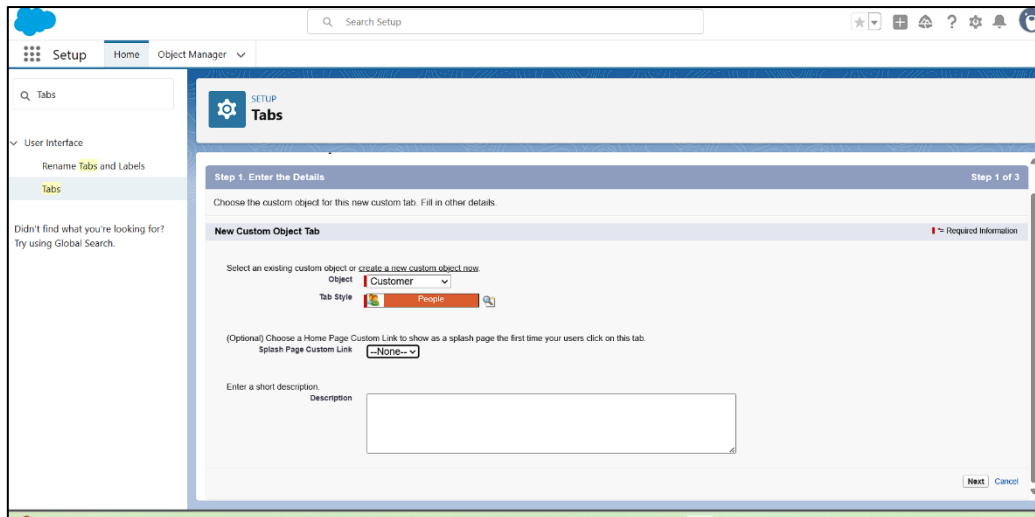 Search Setup
Setup
Home
Object Manager
Tabs
User Interface
Rename Tabs and Labels
Tabs
Didn't find what you're looking for?
Try using Global Search.
SETUP
Tabs
Step 1. Enter the Details
Step 1 of 3
Choose the custom object for this new custom tab. Fill in other details.
New Custom Object Tab
= Required Information
Select an existing custom object or create a new custom object now.
Object
Customer
Tab Style
People
(Optional) Choose a Home Page Custom Link to show as a splash page the first time your users click on this tab.
Splash Page Custom Link
--None--
Enter a short description.
Description
Next
Cancel